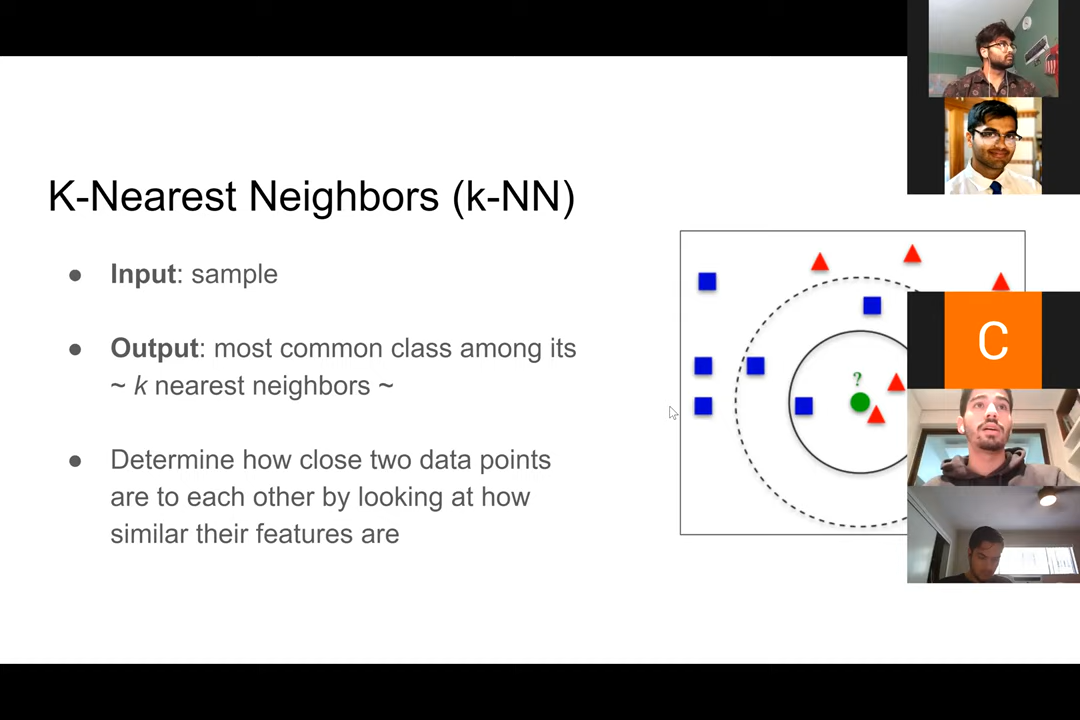 K-Nearest Neighbors (k-NN)
● Input: sample
● Output: most common class among its
~ k nearest neighbors ~
● Determine how close two data points
are to each other by looking at how
similar their features are
?
C